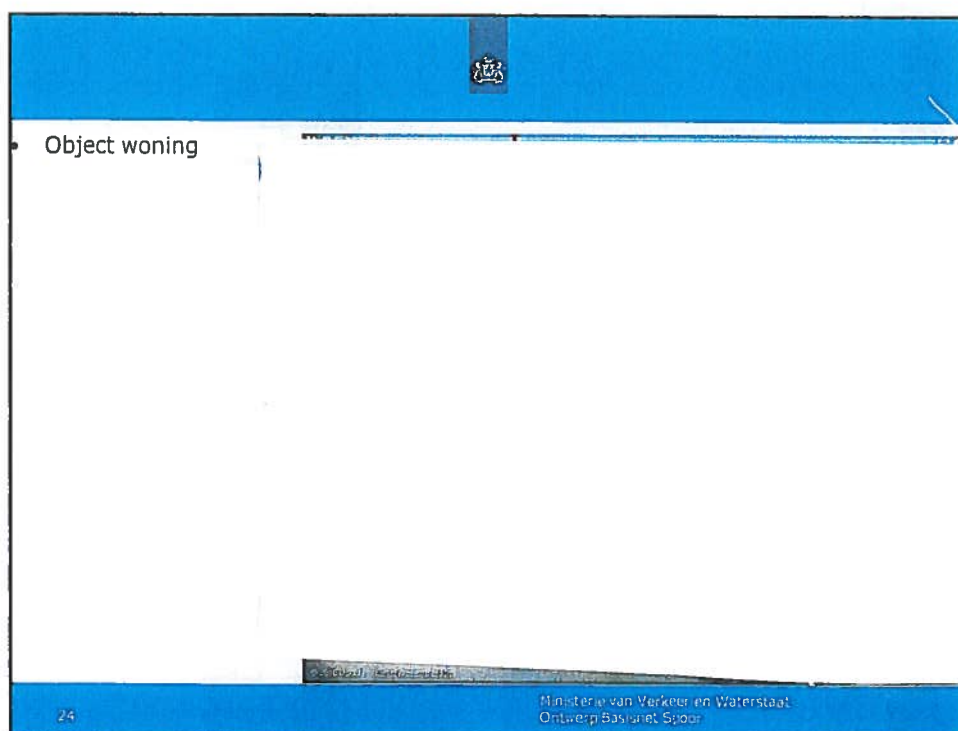 • Object woning
24
Ministerie van Verkeer en Waterstaat
Ontwerp Basisnet Spoor